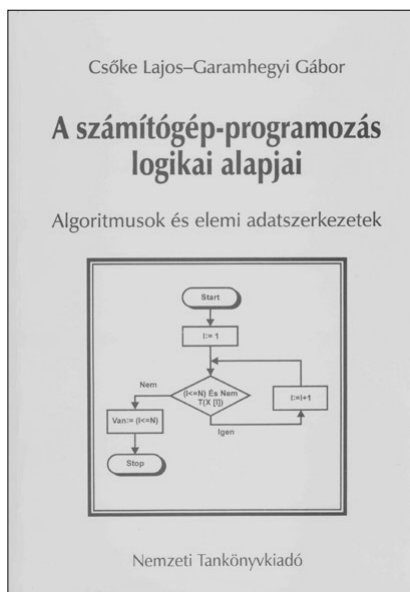 Csőke Lajos–Garamhegyi Gábor
A számítógép-programozás
logikai alapjai
Algoritmusok és elemi adatszerkezetek
Start
I:= 1
Nem
(I<=N) És Nem
T(X [I])
I:=I+1
Van:= (I<=N)
Igen
Stop
Nemzeti Tankönyvkiadó